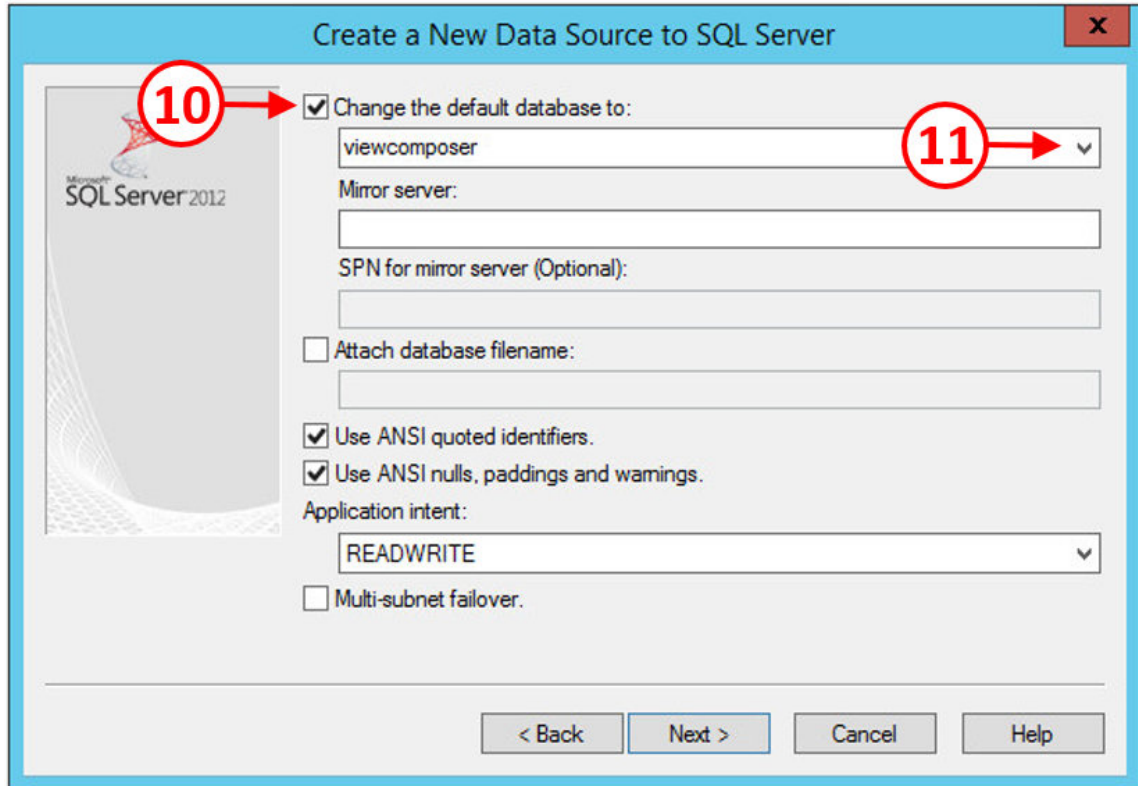 Create a New Data Source to SQL Server
X
10
Change the default database to:
viewcomposer
11
Microsoft
SQL Server 2012
Mirror server:
SPN for mirror server (Optional):
Attach database filename:
Use ANSI quoted identifiers.
Use ANSI nulls, paddings and warnings.
Application intent:
READWRITE
Multi-subnet failover.
< Back
Next >
Cancel
Help